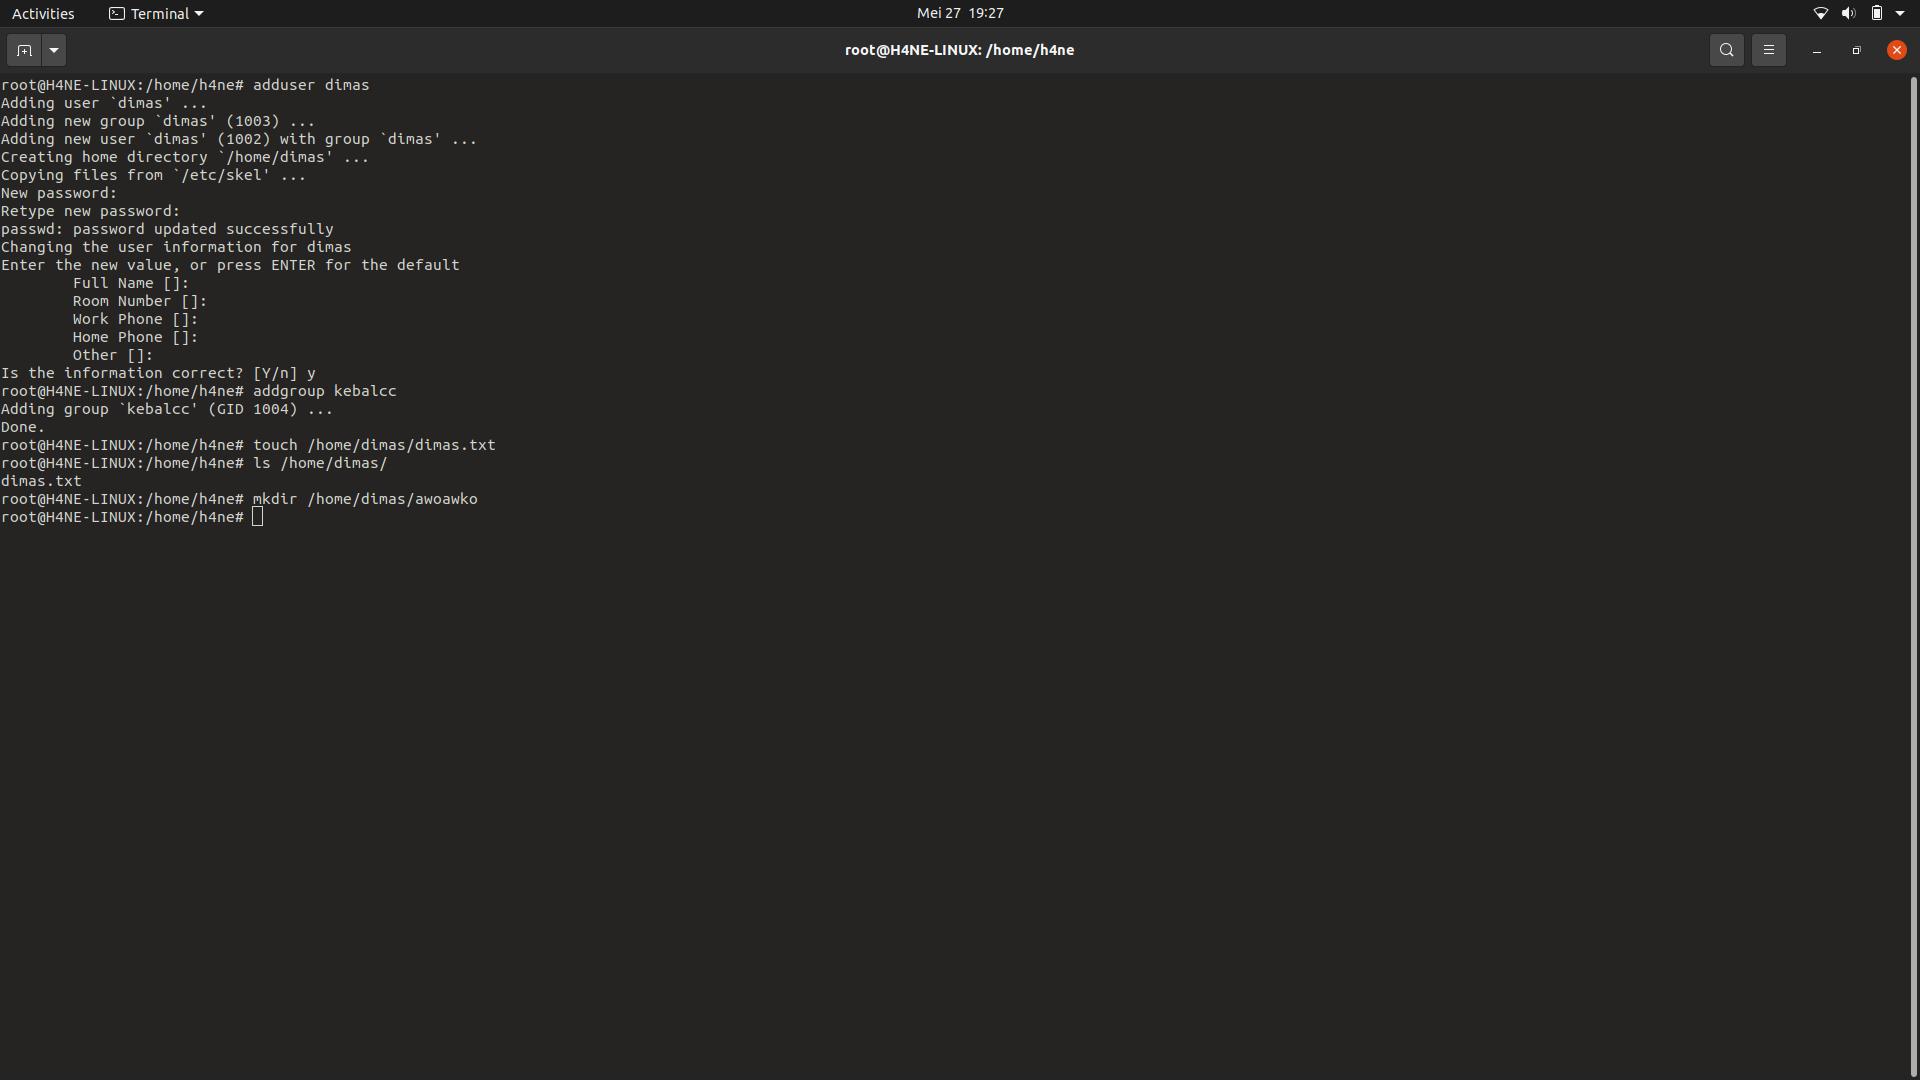 Activities Terminal Mei 27 19:27
root@H4NE-LINUX: /home/h4ne
root@H4NE-LINUX:/home/h4ne# adduser dimas
Adding user `dimas' ...
Adding new group `dimas' (1003) ...
Adding new user `dimas' (1002) with group `dimas' ...
Creating home directory `/home/dimas' ...
Copying files from `/etc/skel' ...
New password:
Retype new password:
passwd: password updated successfully
Changing the user information for dimas
Enter the new value, or press ENTER for the default
        Full Name []:
        Room Number []:
        Work Phone []:
        Home Phone []:
        Other []:
Is the information correct? [Y/n] y
root@H4NE-LINUX:/home/h4ne# addgroup kebalcc
Adding group `kebalcc' (GID 1004) ...
Done.
root@H4NE-LINUX:/home/h4ne# touch /home/dimas/dimas.txt
root@H4NE-LINUX:/home/h4ne# ls /home/dimas/
dimas.txt
root@H4NE-LINUX:/home/h4ne# mkdir /home/dimas/awoawko
root@H4NE-LINUX:/home/h4ne#